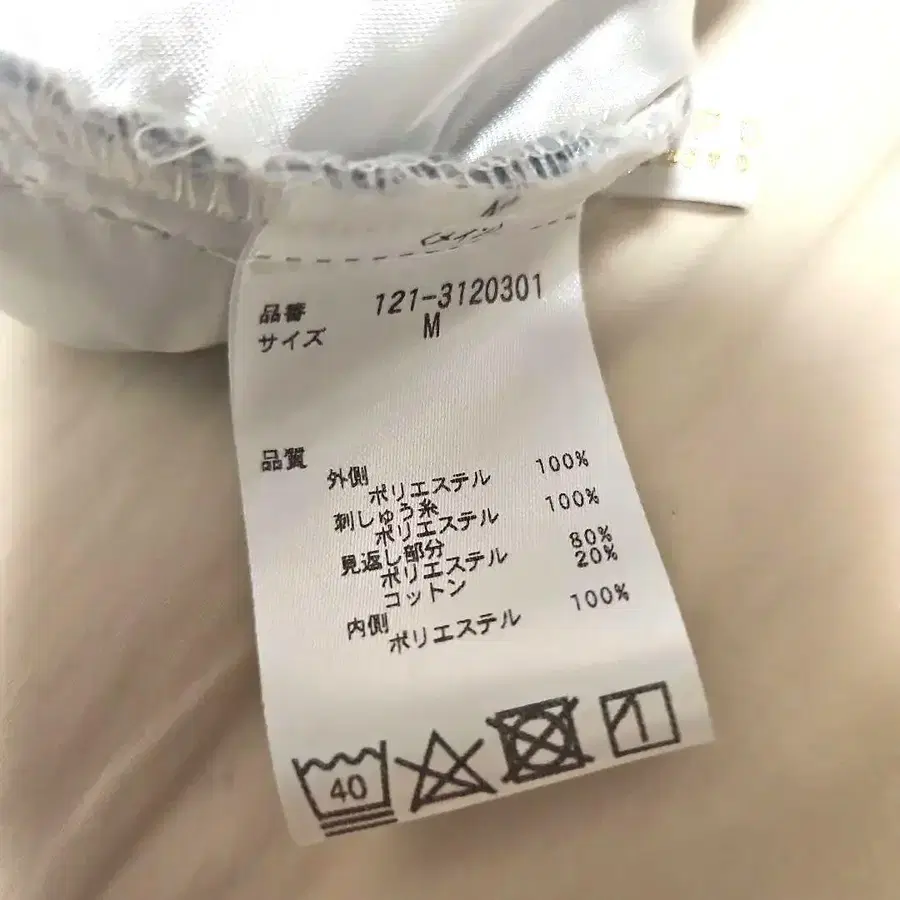 品番 121-3120301
サイズ M
品質
外側
ポリエステル 100%
刺しゅう糸
ポリエステル 100%
見返し部分
ポリエステル 80%
コットン 20%
内側
ポリエステル 100%
40